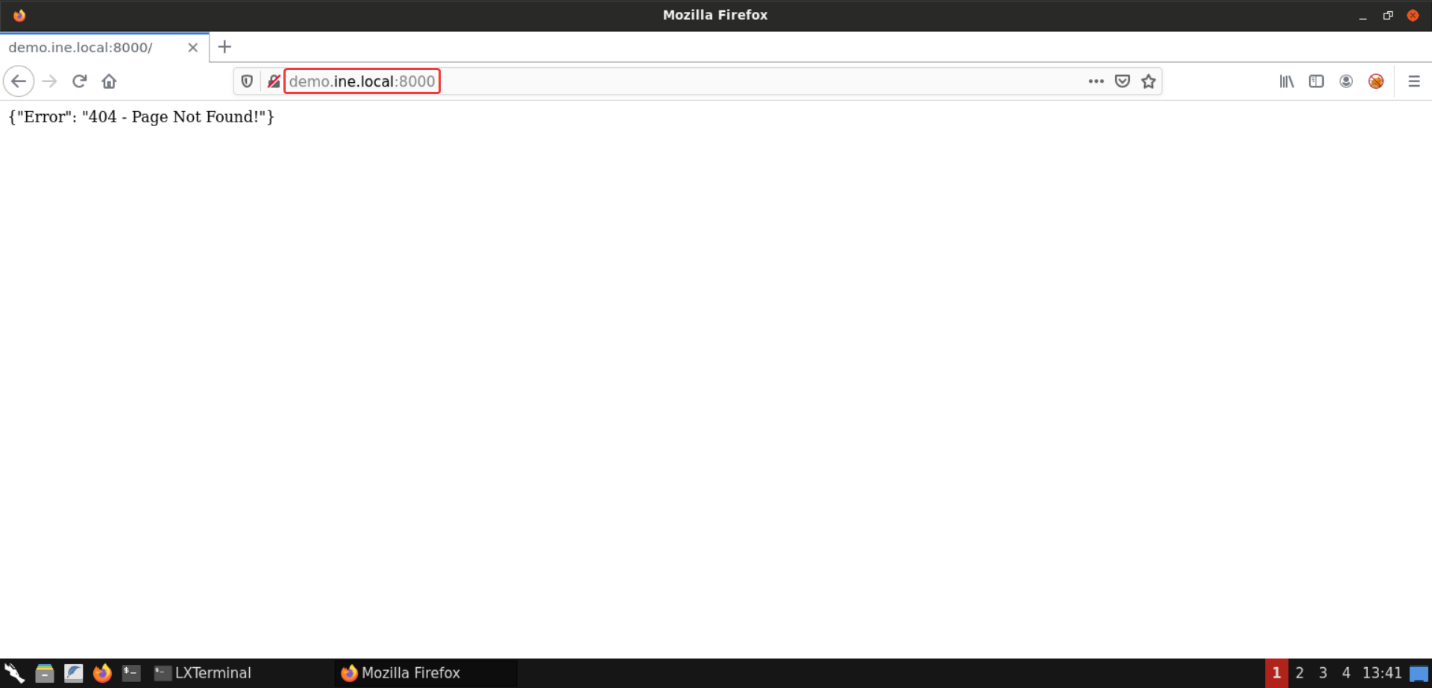 Mozilla Firefox
demo.ine.local:8000/
demo.ine.local:8000
{"Error": "404 - Page Not Found!"}
LXTerminal
Mozilla Firefox
1 2 3 4 13:41